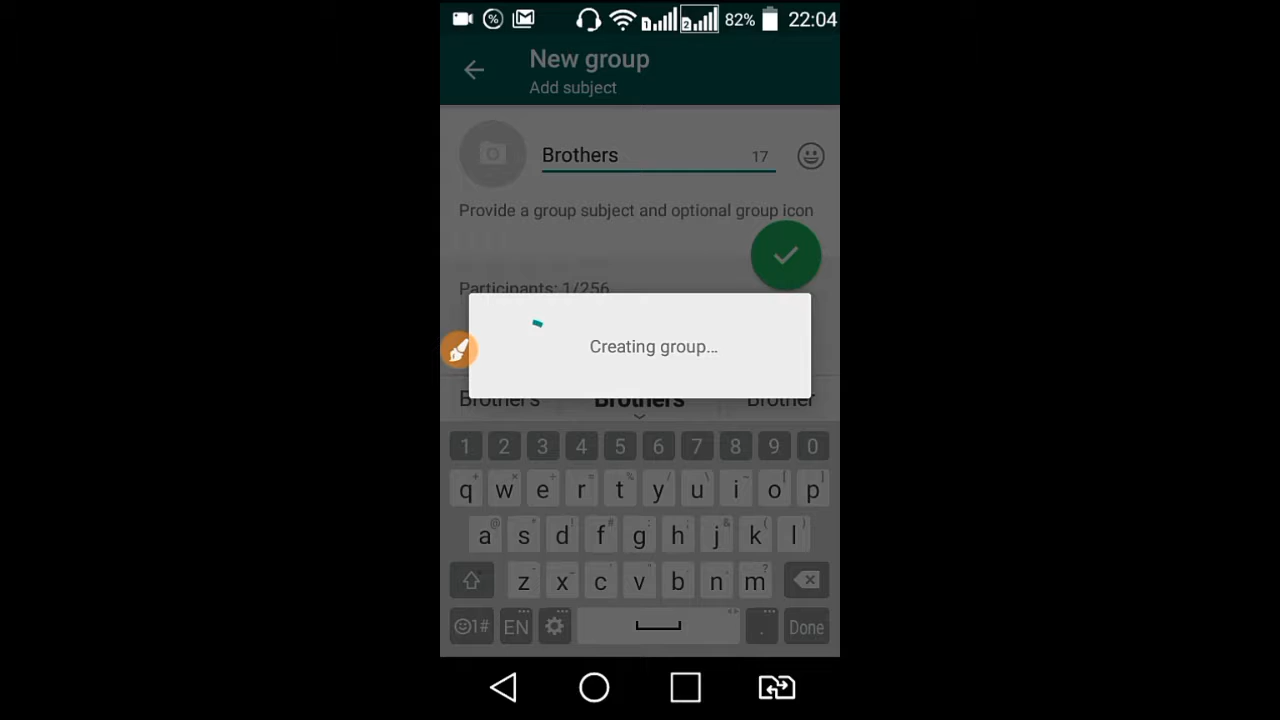 82% 22:04
New group
Add subject
Brothers 17
Provide a group subject and optional group icon
Participants: 1/256
Creating group...
Brothers Brothers Brother
1 2 3 4 5 6 7 8 9 0
q w e r t y u i o p
a s d f g h j k l
z x c v b n m
1# EN . Done